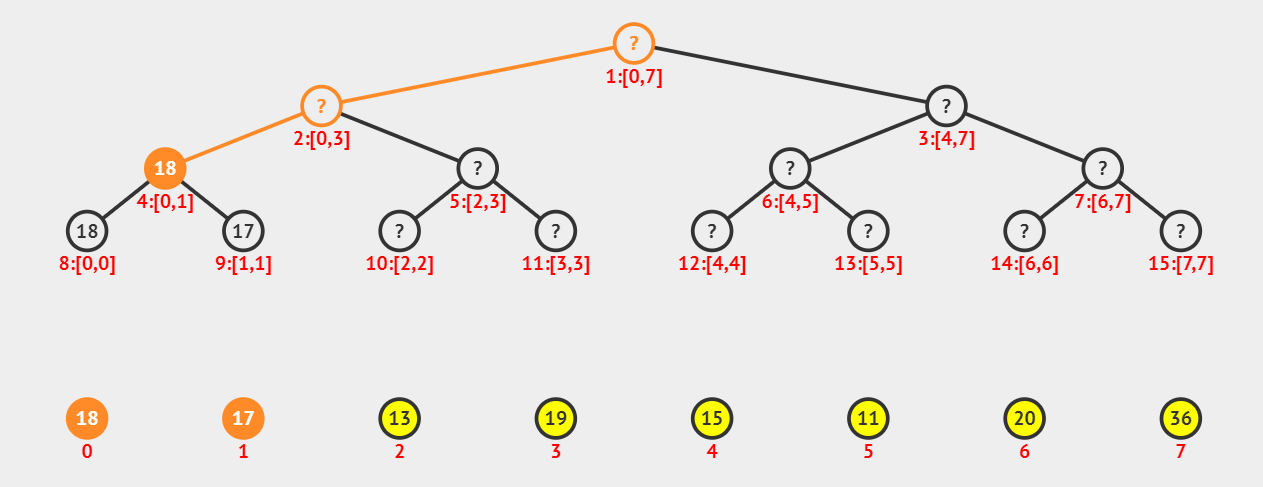 ?
1:[0,7]
? ?
2:[0,3] 3:[4,7]
18 ? ? ?
4:[0,1] 5:[2,3] 6:[4,5] 7:[6,7]
18 17 ? ? ? ? ? ?
8:[0,0] 9:[1,1] 10:[2,2] 11:[3,3] 12:[4,4] 13:[5,5] 14:[6,6] 15:[7,7]
18 17 13 19 15 11 20 36
0 1 2 3 4 5 6 7